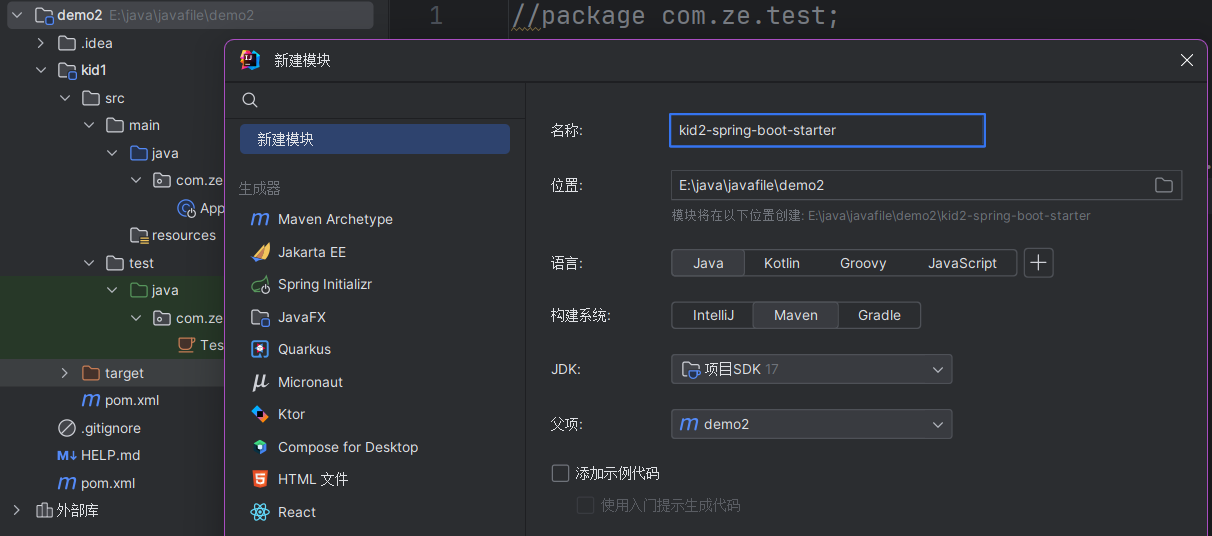 demo2 E:\java\javafile\demo2
.idea
kid1
src
main
java
com.ze
App
resources
test
java
com.ze
Tes
target
pom.xml
.gitignore
HELP.md
pom.xml
外部库
1 //package com.ze.test;
新建模块
新建模块
生成器
Maven Archetype
Jakarta EE
Spring Initializr
JavaFX
Quarkus
Micronaut
Ktor
Compose for Desktop
HTML 文件
React
名称: kid2-spring-boot-starter
位置: E:\java\javafile\demo2
模块将在以下位置创建: E:\java\javafile\demo2\kid2-spring-boot-starter
语言: Java Kotlin Groovy JavaScript
构建系统: IntelliJ Maven Gradle
JDK: 项目SDK 17
父项: demo2
添加示例代码
使用入门提示生成代码